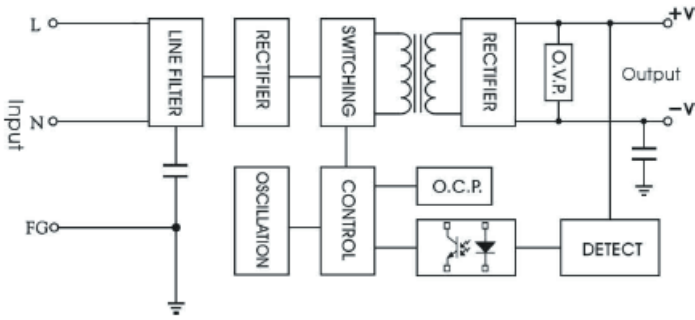 L
N
FG
Input
LINE FILTER
RECTIFIER
SWITCHING
RECTIFIER
O.V.P.
+V
Output
-V
OSCILLATION
CONTROL
O.C.P.
DETECT